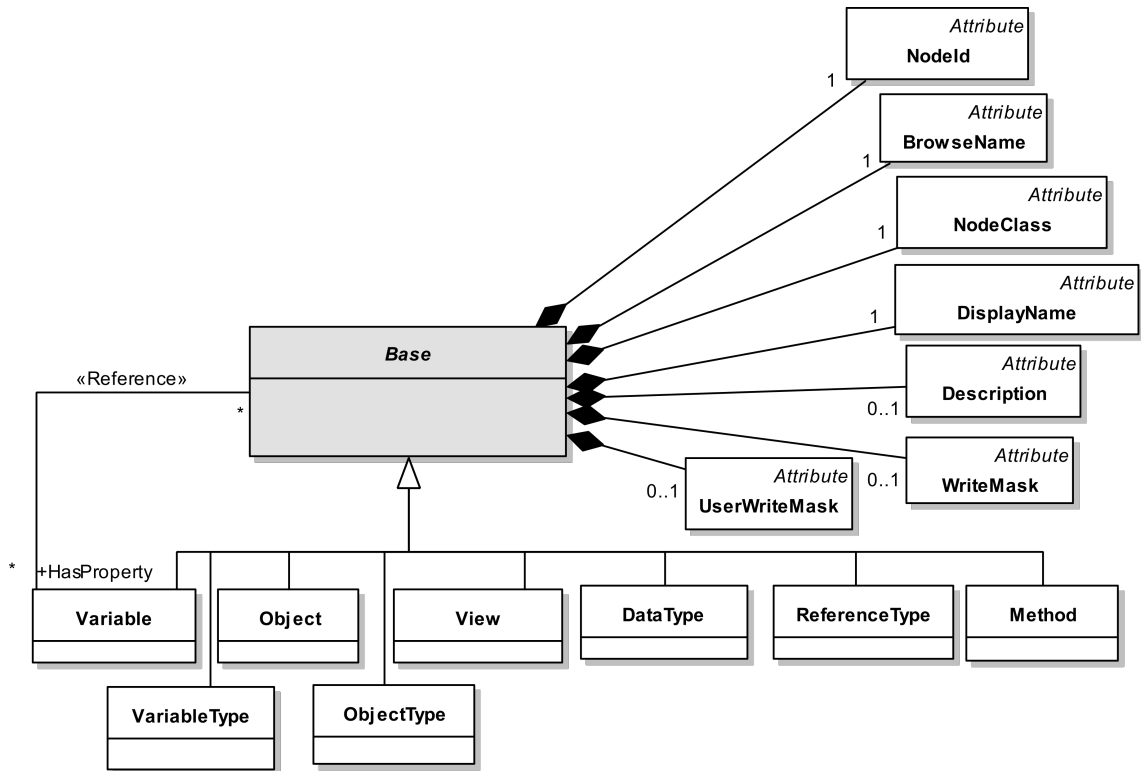 Attribute
NodeId
1
Attribute
BrowseName
1
Attribute
NodeClass
1
Attribute
DisplayName
1
Base
Attribute
Description
0..1
«Reference»
*
Attribute
WriteMask
0..1
Attribute
UserWriteMask
0..1
*
+HasProperty
Variable
Object
View
DataType
ReferenceType
Method
VariableType
ObjectType